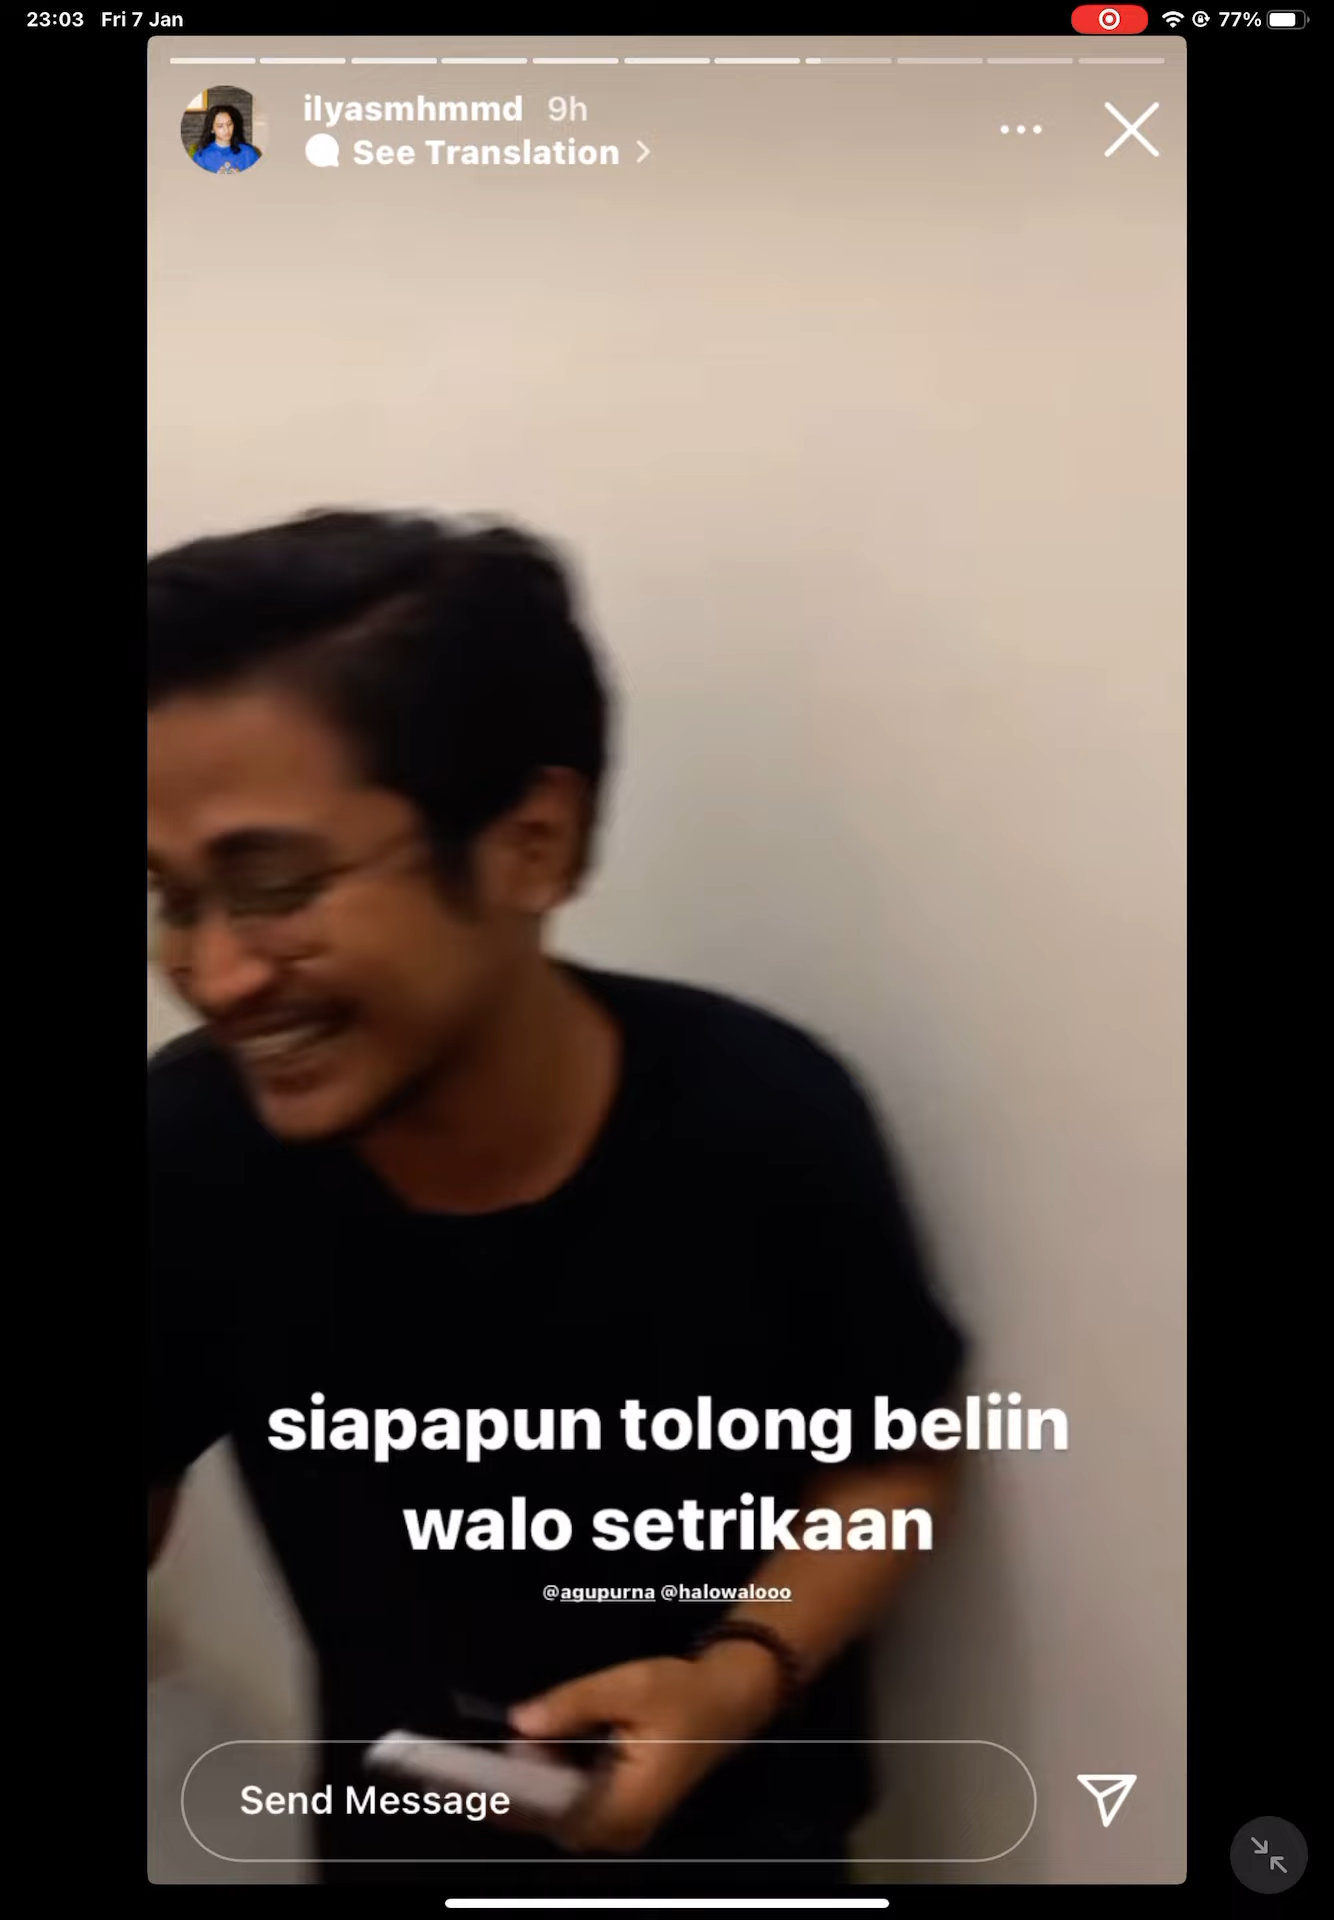 23:03 Fri 7 Jan
77%
ilyasmhmmd 9h
See Translation
siapapun tolong beliin
walo setrikaan
@agupurna @halowalooo
Send Message